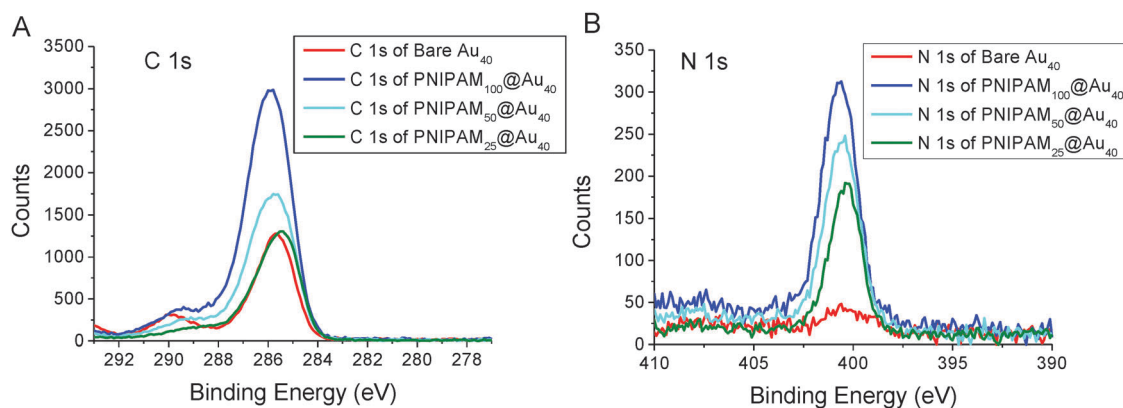 A
C 1s
C 1s of Bare Au40
C 1s of PNIPAM100@Au40
C 1s of PNIPAM50@Au40
C 1s of PNIPAM25@Au40
3500
3000
2500
2000
1500
1000
500
0
Counts
292 290 288 286 284 282 280 278
Binding Energy (eV)
B
N 1s
N 1s of Bare Au40
N 1s of PNIPAM100@Au40
N 1s of PNIPAM50@Au40
N 1s of PNIPAM25@Au40
350
300
250
200
150
100
50
0
Counts
410 405 400 395 390
Binding Energy (eV)